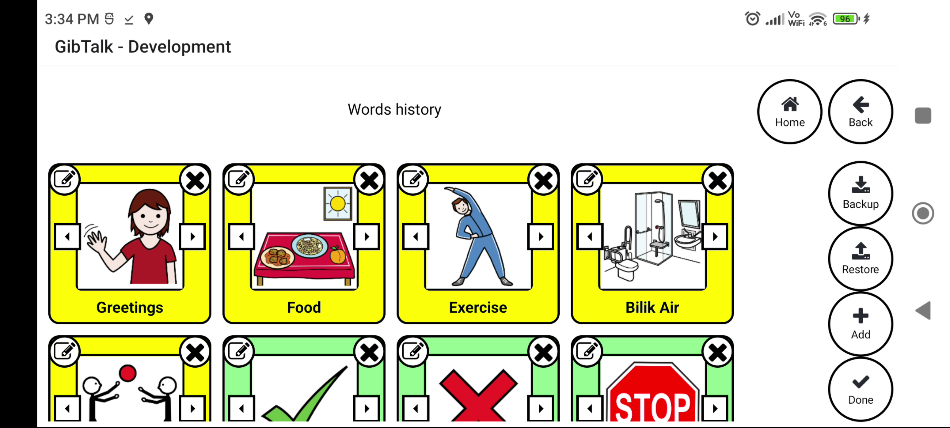 3:34 PM
Vo
WiFi
6
96
GibTalk - Development
Words history
Home
Back
Greetings
Food
Exercise
Bilik Air
Backup
Restore
Add
Done
STOP